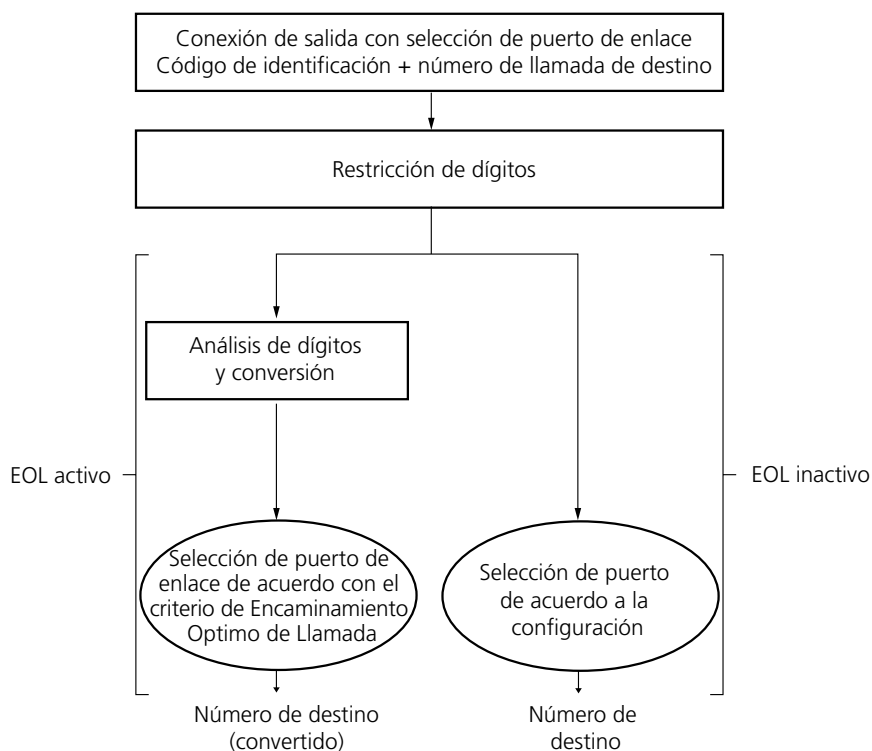 Conexión de salida con selección de puerto de enlace
Código de identificación + número de llamada de destino
Restricción de dígitos
Análisis de dígitos
y conversión
EOL activo
EOL inactivo
Selección de puerto de
enlace de acuerdo con el
criterio de Encaminamiento
Optimo de Llamada
Selección de puerto
de acuerdo a la
configuración
Número de destino
(convertido)
Número de
destino